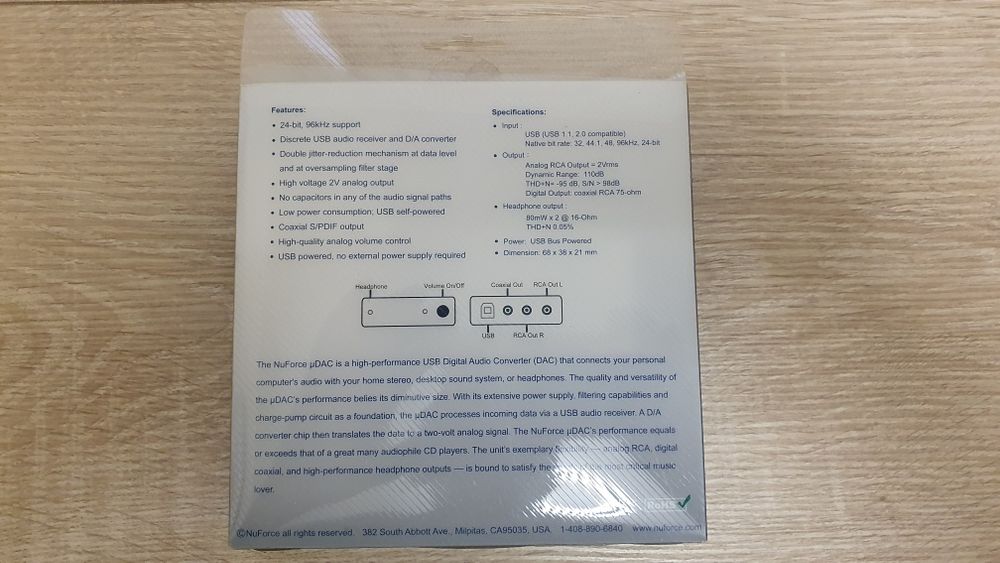 Features:
• 24-bit, 96kHz support
• Discrete USB audio receiver and D/A converter
• Double jitter-reduction mechanism at data level
and at oversampling filter stage
• High voltage 2V analog output
• No capacitors in any of the audio signal paths
• Low power consumption; USB self-powered
• Coaxial S/PDIF output
• High-quality analog volume control
• USB powered, no external power supply required
Specifications:
• Input :
USB (USB 1.1, 2.0 compatible)
Native bit rate: 32, 44.1, 48, 96kHz, 24-bit
• Output :
Analog RCA Output = 2Vrms
Dynamic Range: 110dB
THD+N= -95 dB, S/N > 98dB
Digital Output: coaxial RCA 75-ohm
• Headphone output :
80mW x 2 @ 16-Ohm
THD+N 0.05%
• Power: USB Bus Powered
• Dimension: 68 x 38 x 21 mm
Headphone
Volume On/Off
Coaxial Out
RCA Out L
USB
RCA Out R
The NuForce µDAC is a high-performance USB Digital Audio Converter (DAC) that connects your personal
computer's audio with your home stereo, desktop sound system, or headphones. The quality and versatility of
the µDAC's performance belies its diminutive size. With its extensive power supply, filtering capabilities and
charge-pump circuit as a foundation, the µDAC processes incoming data via a USB audio receiver. A D/A
converter chip then translates the data to a two-volt analog signal. The NuForce µDAC's performance equals
or exceeds that of a great many audiophile CD players. The unit's exemplary flexibility — analog RCA, digital
coaxial, and high-performance headphone outputs — is bound to satisfy the most critical music
lover.
RoHS
©NuForce all rights reserved. 382 South Abbott Ave., Milpitas, CA95035, USA. 1-408-890-6840 www.nuforce.com